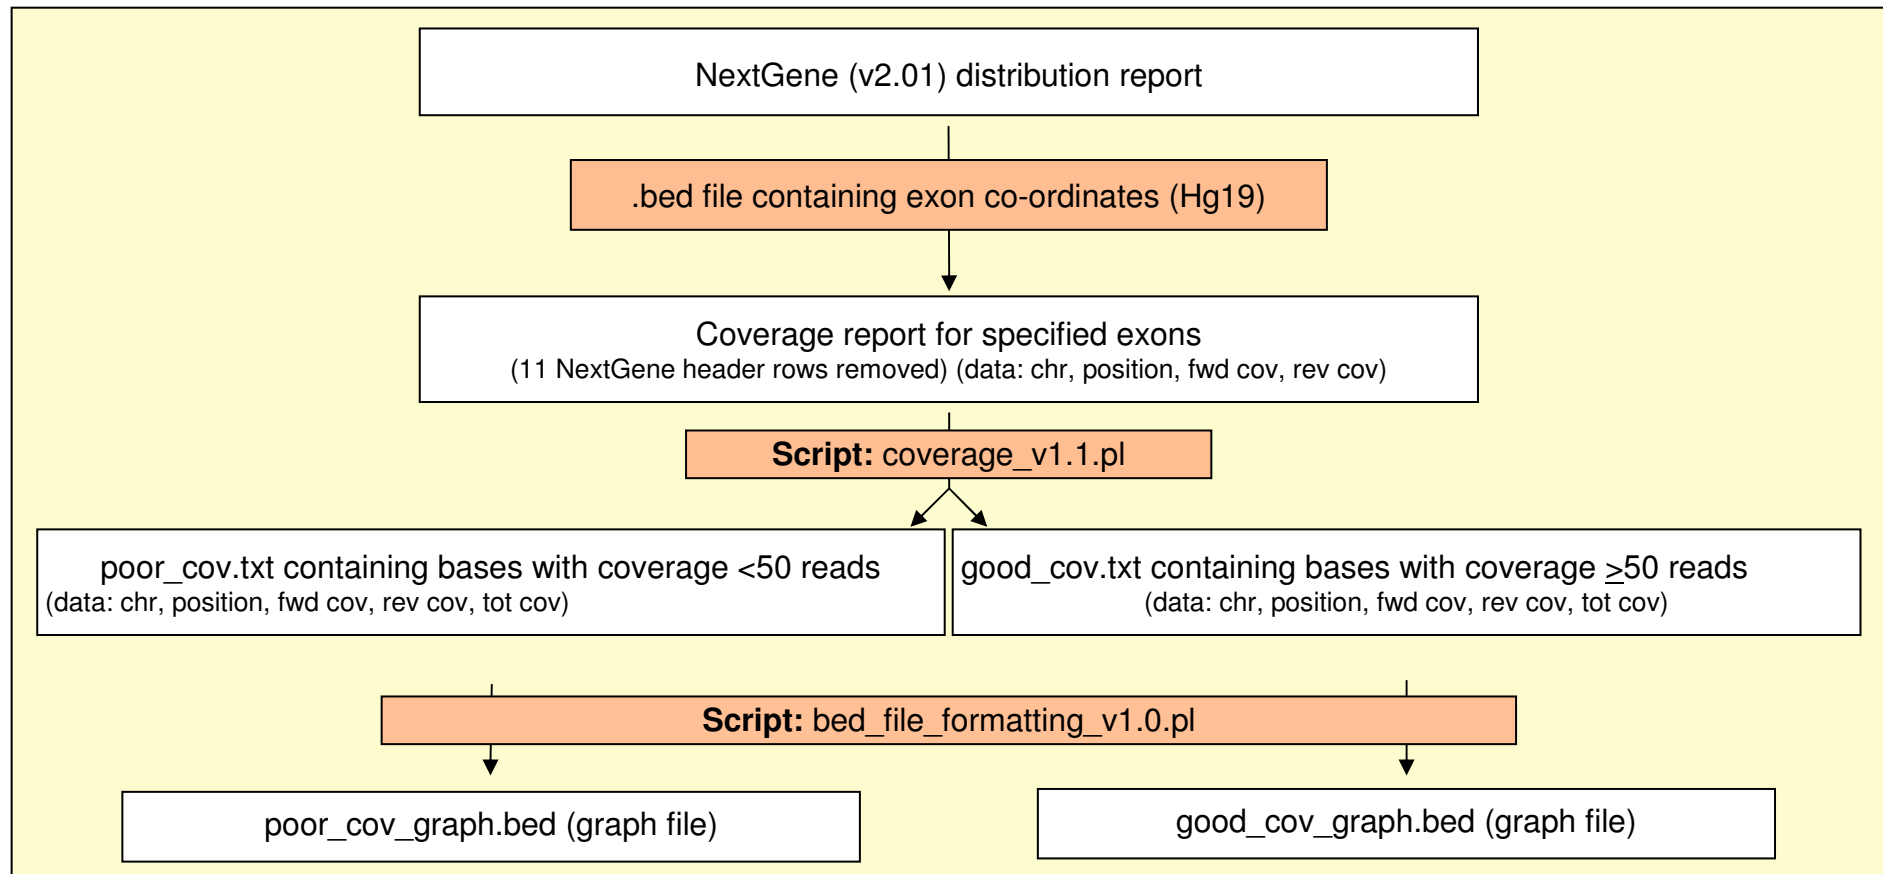 NextGene (v2.01) distribution report
.bed file containing exon co-ordinates (Hg19)
Coverage report for specified exons
(11 NextGene header rows removed) (data: chr, position, fwd cov, rev cov)
Script: coverage_v1.1.pl
poor_cov.txt containing bases with coverage <50 reads
(data: chr, position, fwd cov, rev cov, tot cov)
good_cov.txt containing bases with coverage >50 reads
(data: chr, position, fwd cov, rev cov, tot cov)
Script: bed_file_formatting_v1.0.pl
poor_cov_graph.bed (graph file)
good_cov_graph.bed (graph file)